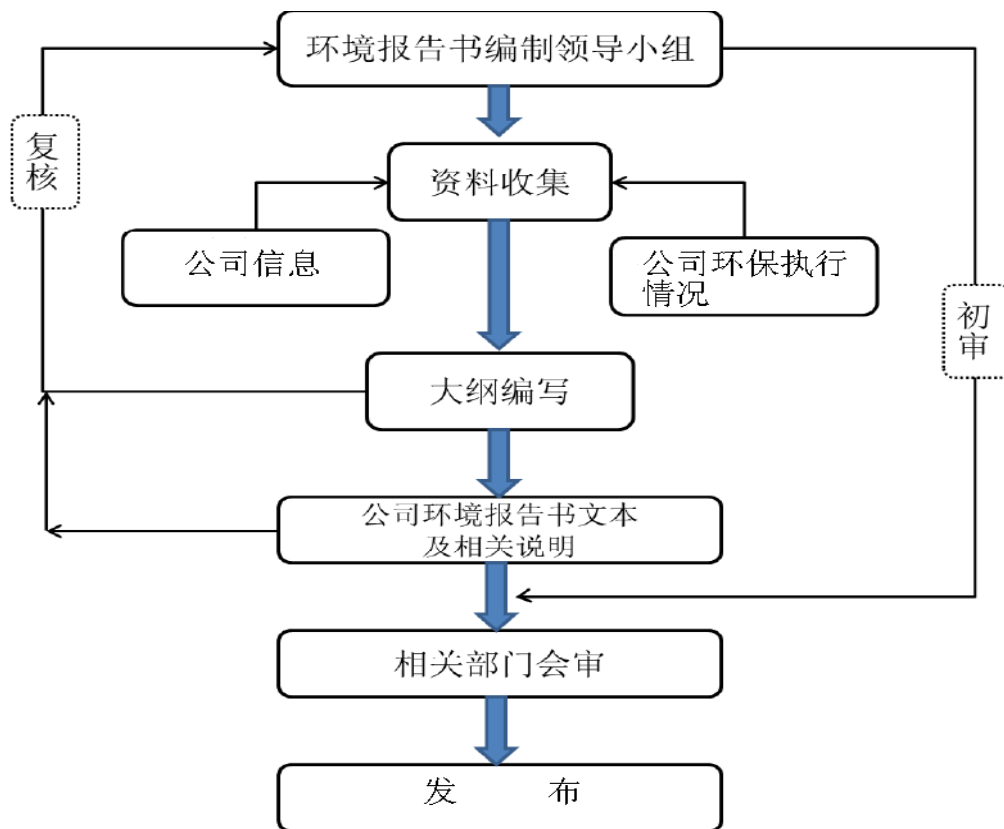 环境报告书编制领导小组
复
核
资料收集
公司信息
公司环保执行
情况
初
审
大纲编写
公司环境报告书文本
及相关说明
相关部门会审
发 布